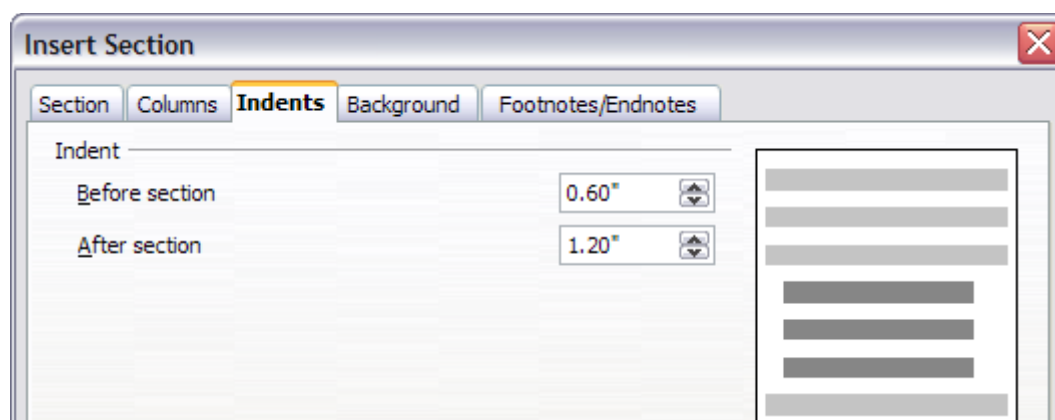 Insert Section
Section Columns Indents Background Footnotes/Endnotes
Indent
Before section 0.60"
After section 1.20"